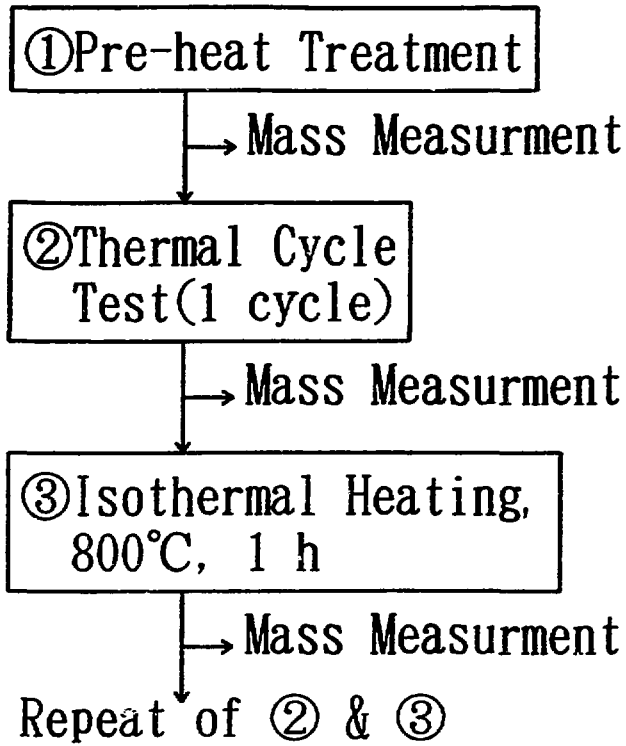 ①Pre-heat Treatment
Mass Measurment
②Thermal Cycle
Test(1 cycle)
Mass Measurment
③Isothermal Heating,
800℃, 1 h
Mass Measurment
Repeat of ② & ③